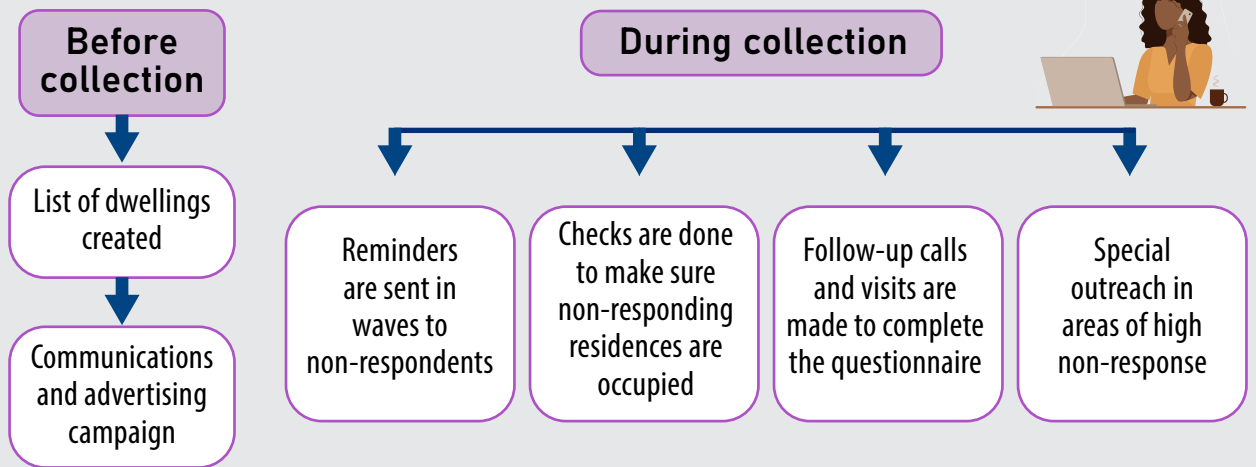 Before
collection
List of dwellings
created
Communications
and advertising
campaign
During collection
Reminders
are sent in
waves to
non-respondents
Checks are done
to make sure
non-responding
residences are
occupied
Follow-up calls
and visits are
made to complete
the questionnaire
Special
outreach in
areas of high
non-response